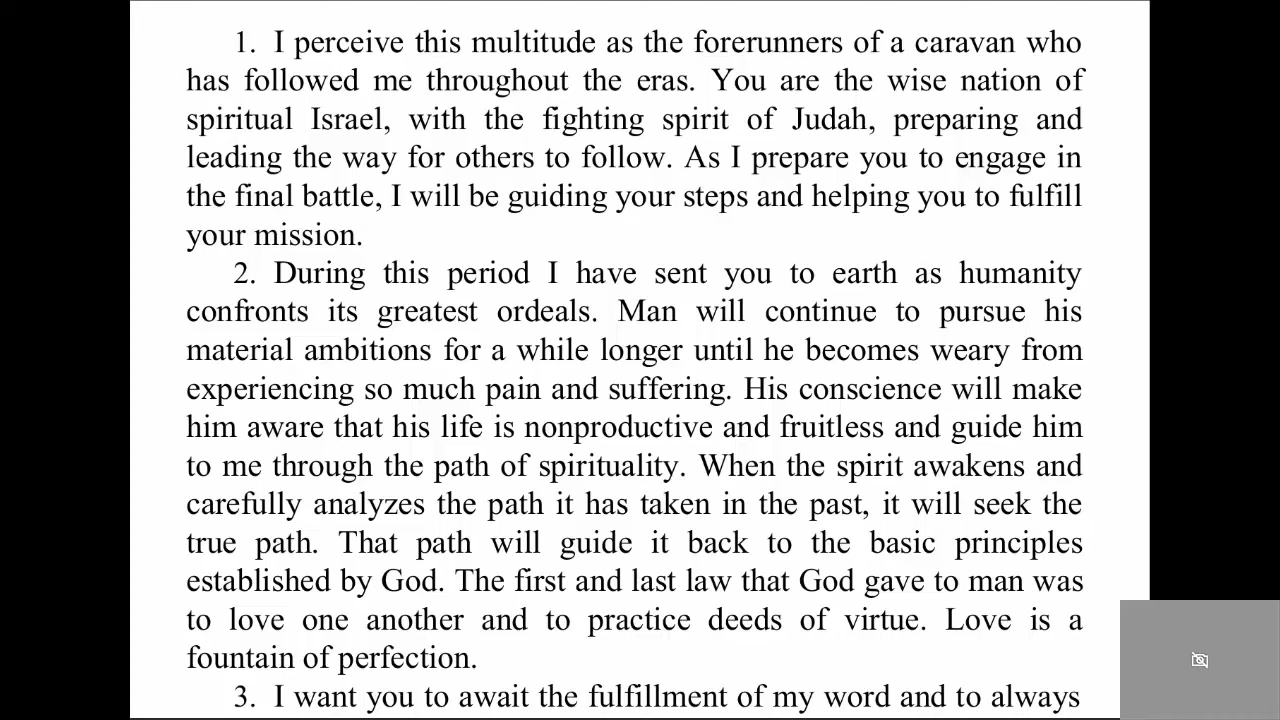 1. I perceive this multitude as the forerunners of a caravan who
has followed me throughout the eras. You are the wise nation of
spiritual Israel, with the fighting spirit of Judah, preparing and
leading the way for others to follow. As I prepare you to engage in
the final battle, I will be guiding your steps and helping you to fulfill
your mission.
2. During this period I have sent you to earth as humanity
confronts its greatest ordeals. Man will continue to pursue his
material ambitions for a while longer until he becomes weary from
experiencing so much pain and suffering. His conscience will make
him aware that his life is nonproductive and fruitless and guide him
to me through the path of spirituality. When the spirit awakens and
carefully analyzes the path it has taken in the past, it will seek the
true path. That path will guide it back to the basic principles
established by God. The first and last law that God gave to man was
to love one another and to practice deeds of virtue. Love is a
fountain of perfection.
3. I want you to await the fulfillment of my word and to always